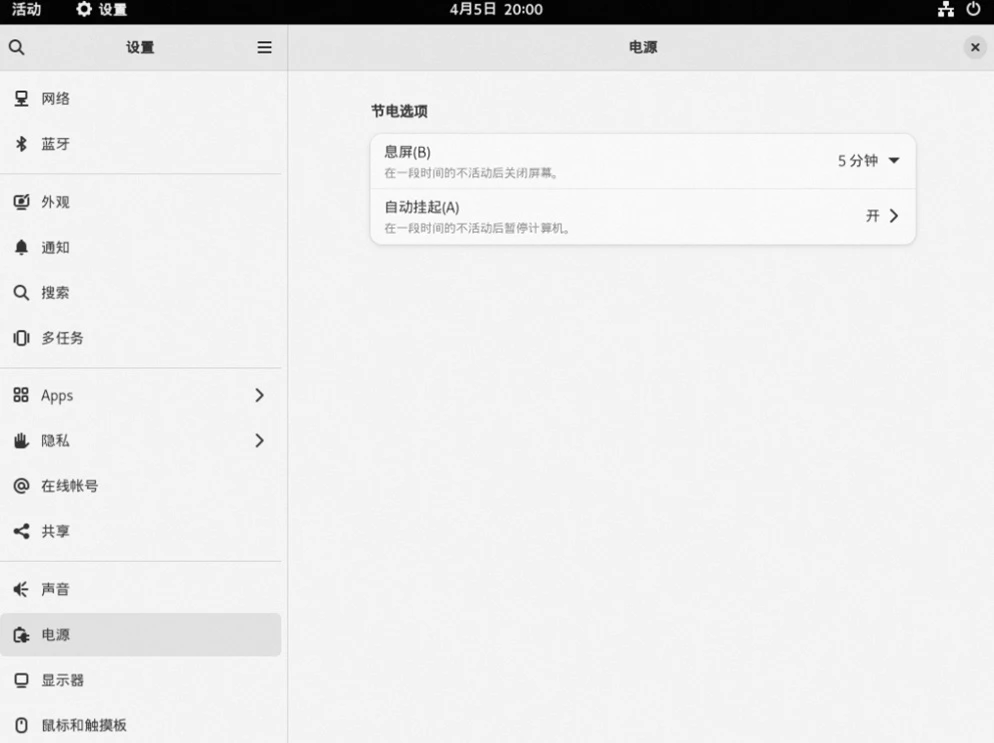 活动 设置 4月5日 20:00
设置 电源
网络
蓝牙
外观
通知
搜索
多任务
Apps
隐私
在线帐号
共享
声音
电源
显示器
鼠标和触摸板
节电选项
息屏(B)
在一段时间的不活动后关闭屏幕。
5 分钟
自动挂起(A)
在一段时间的不活动后暂停计算机。
开